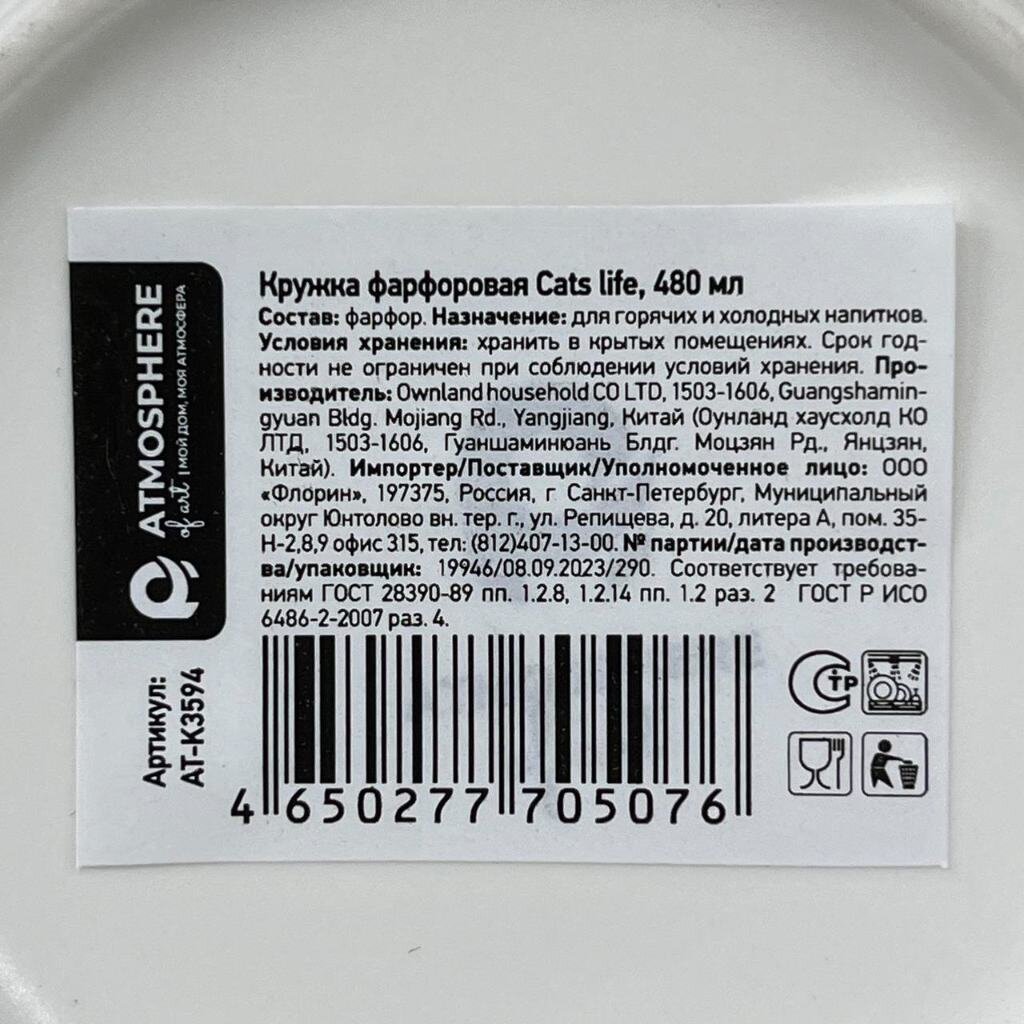 Кружка фарфоровая Cats life, 480 мл
Состав: фарфор. Назначение: для горячих и холодных напитков.
Условия хранения: хранить в крытых помещениях. Срок год-
ности не ограничен при соблюдении условий хранения. Про-
изводитель: Ownland household CO LTD, 1503-1606, Guangshamin-
gyuan Bldg. Mojiang Rd., Yangjiang, Китай (Оунланд хаусхолд КО
ЛТД, 1503-1606, Гуаншаминюань Блдг. Моцзян Рд., Янцзян,
Китай). Импортер/Поставщик/Уполномоченное лицо: ООО
«Флорин», 197375, Россия, г Санкт-Петербург, Муниципальный
округ Юнтолово вн. тер. г., ул. Репищева, д. 20, литера А, пом. 35-
Н-2,8,9 офис 315, тел: (812)407-13-00. № партии/дата производст-
ва/упаковщик: 19946/08.09.2023/290. Соответствует требова-
ниям ГОСТ 28390-89 пп. 1.2.8, 1.2.14 пп. 1.2 раз. 2 ГОСТ Р ИСО
6486-2-2007 раз. 4.
ATMOSPHERE
of art | МОЙ ДОМ, МОЯ АТМОСФЕРА
Артикул:
AT-K3594
4 650277 705076
СТР